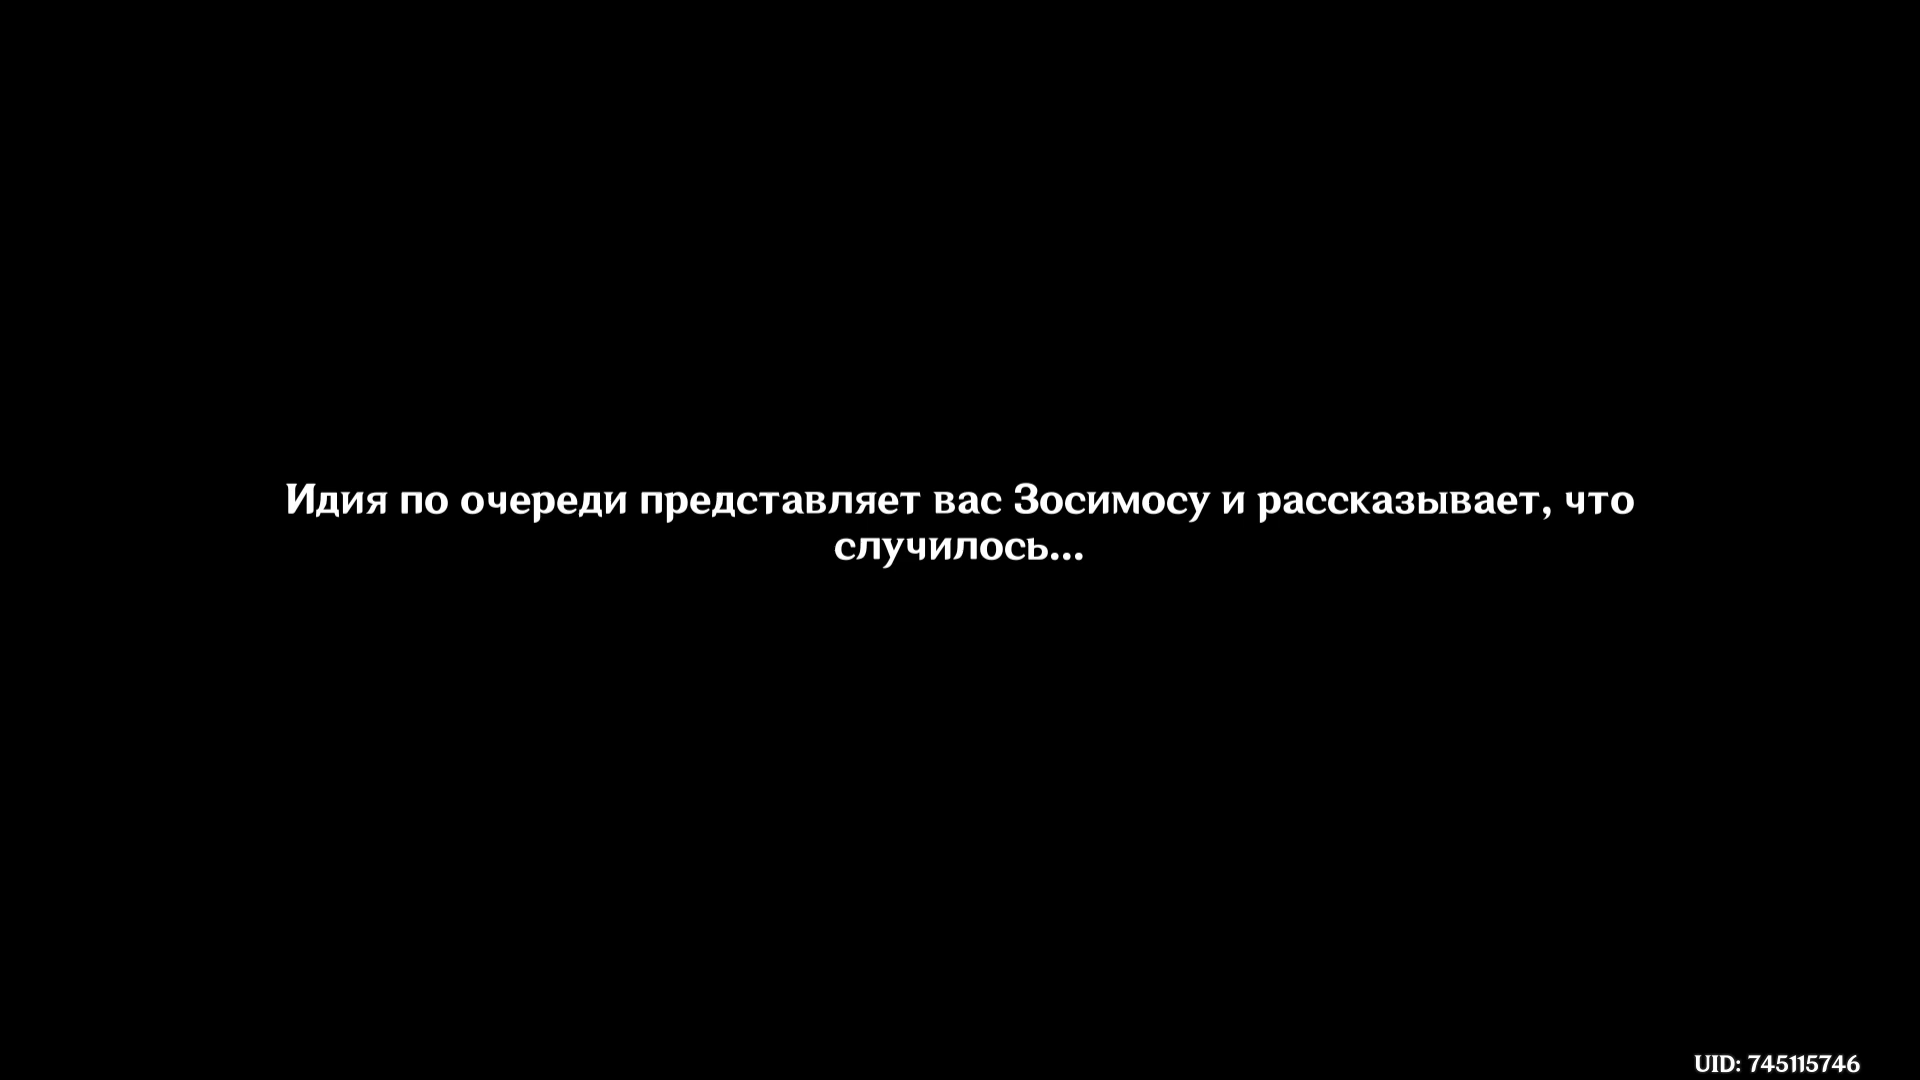 Идия по очереди представляет вас Зосимосу и рассказывает, что
случилось...
UID: 745115746